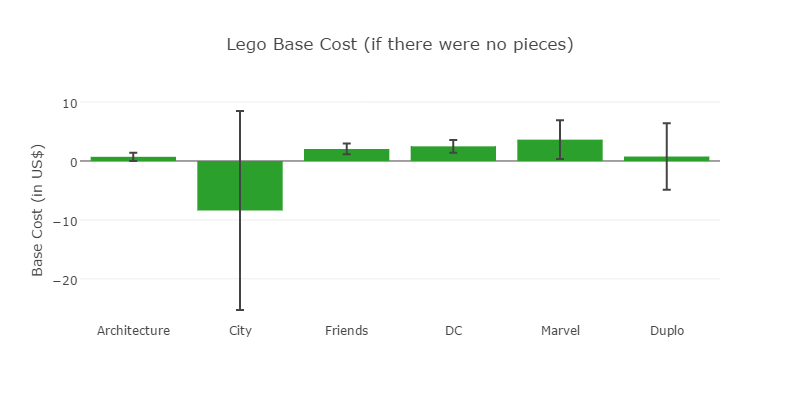 Lego Base Cost (if there were no pieces)
Base Cost (in US$)
10
0
−10
−20
Architecture City Friends DC Marvel Duplo